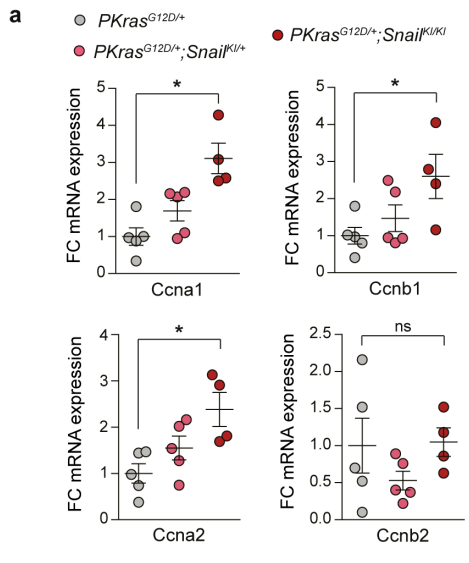 a
PKras^G12D/+
PKras^G12D/+;Snail^KI/+
PKras^G12D/+;Snail^KI/KI
FC mRNA expression
5
4
3
2
1
0
*
Ccna1
FC mRNA expression
5
4
3
2
1
0
*
Ccnb1
FC mRNA expression
4
3
2
1
0
*
Ccna2
FC mRNA expression
2.5
2.0
1.5
1.0
0.5
0.0
ns
Ccnb2